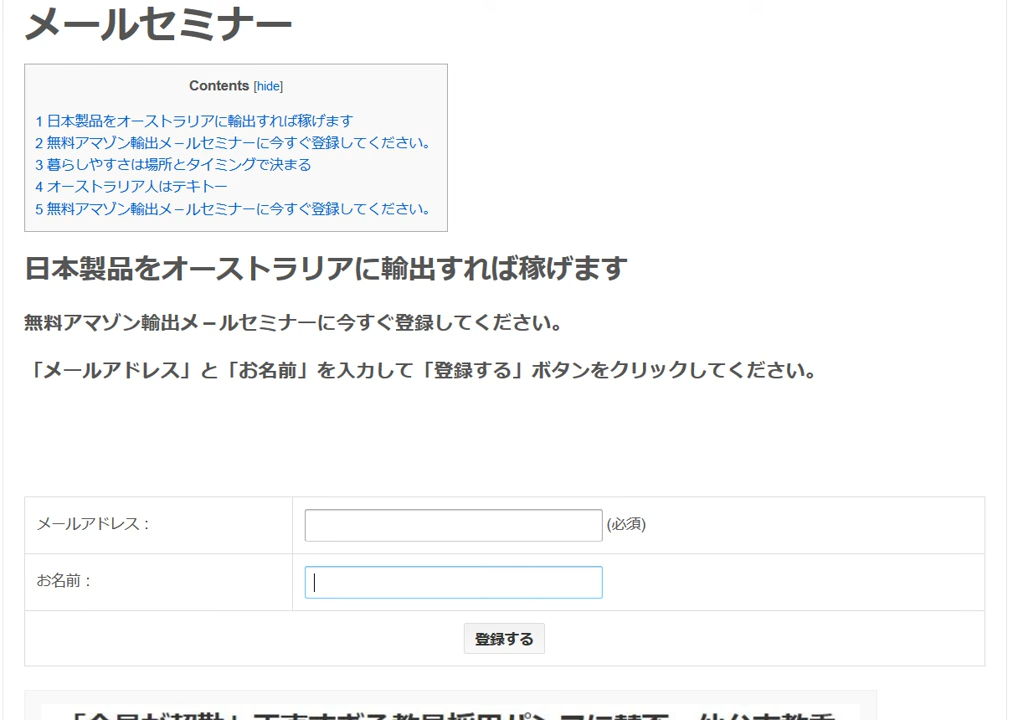 メールセミナー
Contents [hide]
1 日本製品をオーストラリアに輸出すれば稼げます
2 無料アマゾン輸出メールセミナーに今すぐ登録してください。
3 暮らしやすさは場所とタイミングで決まる
4 オーストラリア人はテキトー
5 無料アマゾン輸出メールセミナーに今すぐ登録してください。
日本製品をオーストラリアに輸出すれば稼げます
無料アマゾン輸出メールセミナーに今すぐ登録してください。
「メールアドレス」と「お名前」を入力して「登録する」ボタンをクリックしてください。
メールアドレス : (必須)
お名前 :
登録する